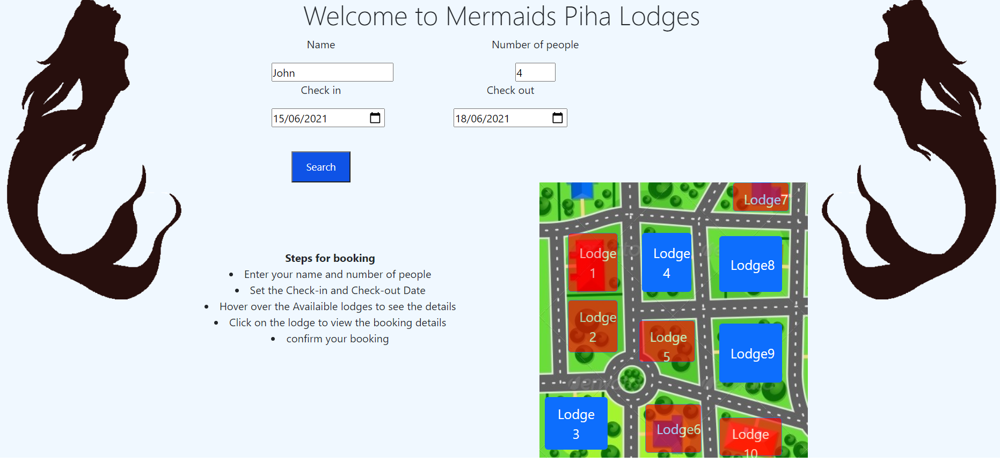 Welcome to Mermaids Piha Lodges
Name
Number of people
John
4
Check in
Check out
15/06/2021
18/06/2021
Search
Steps for booking
Enter your name and number of people
Set the Check-in and Check-out Date
Hover over the Availaible lodges to see the details
Click on the lodge to view the booking details
confirm your booking
Lodge7
Lodge
1
Lodge
4
Lodge8
Lodge
2
Lodge
5
Lodge9
Lodge
3
Lodge6
Lodge
10